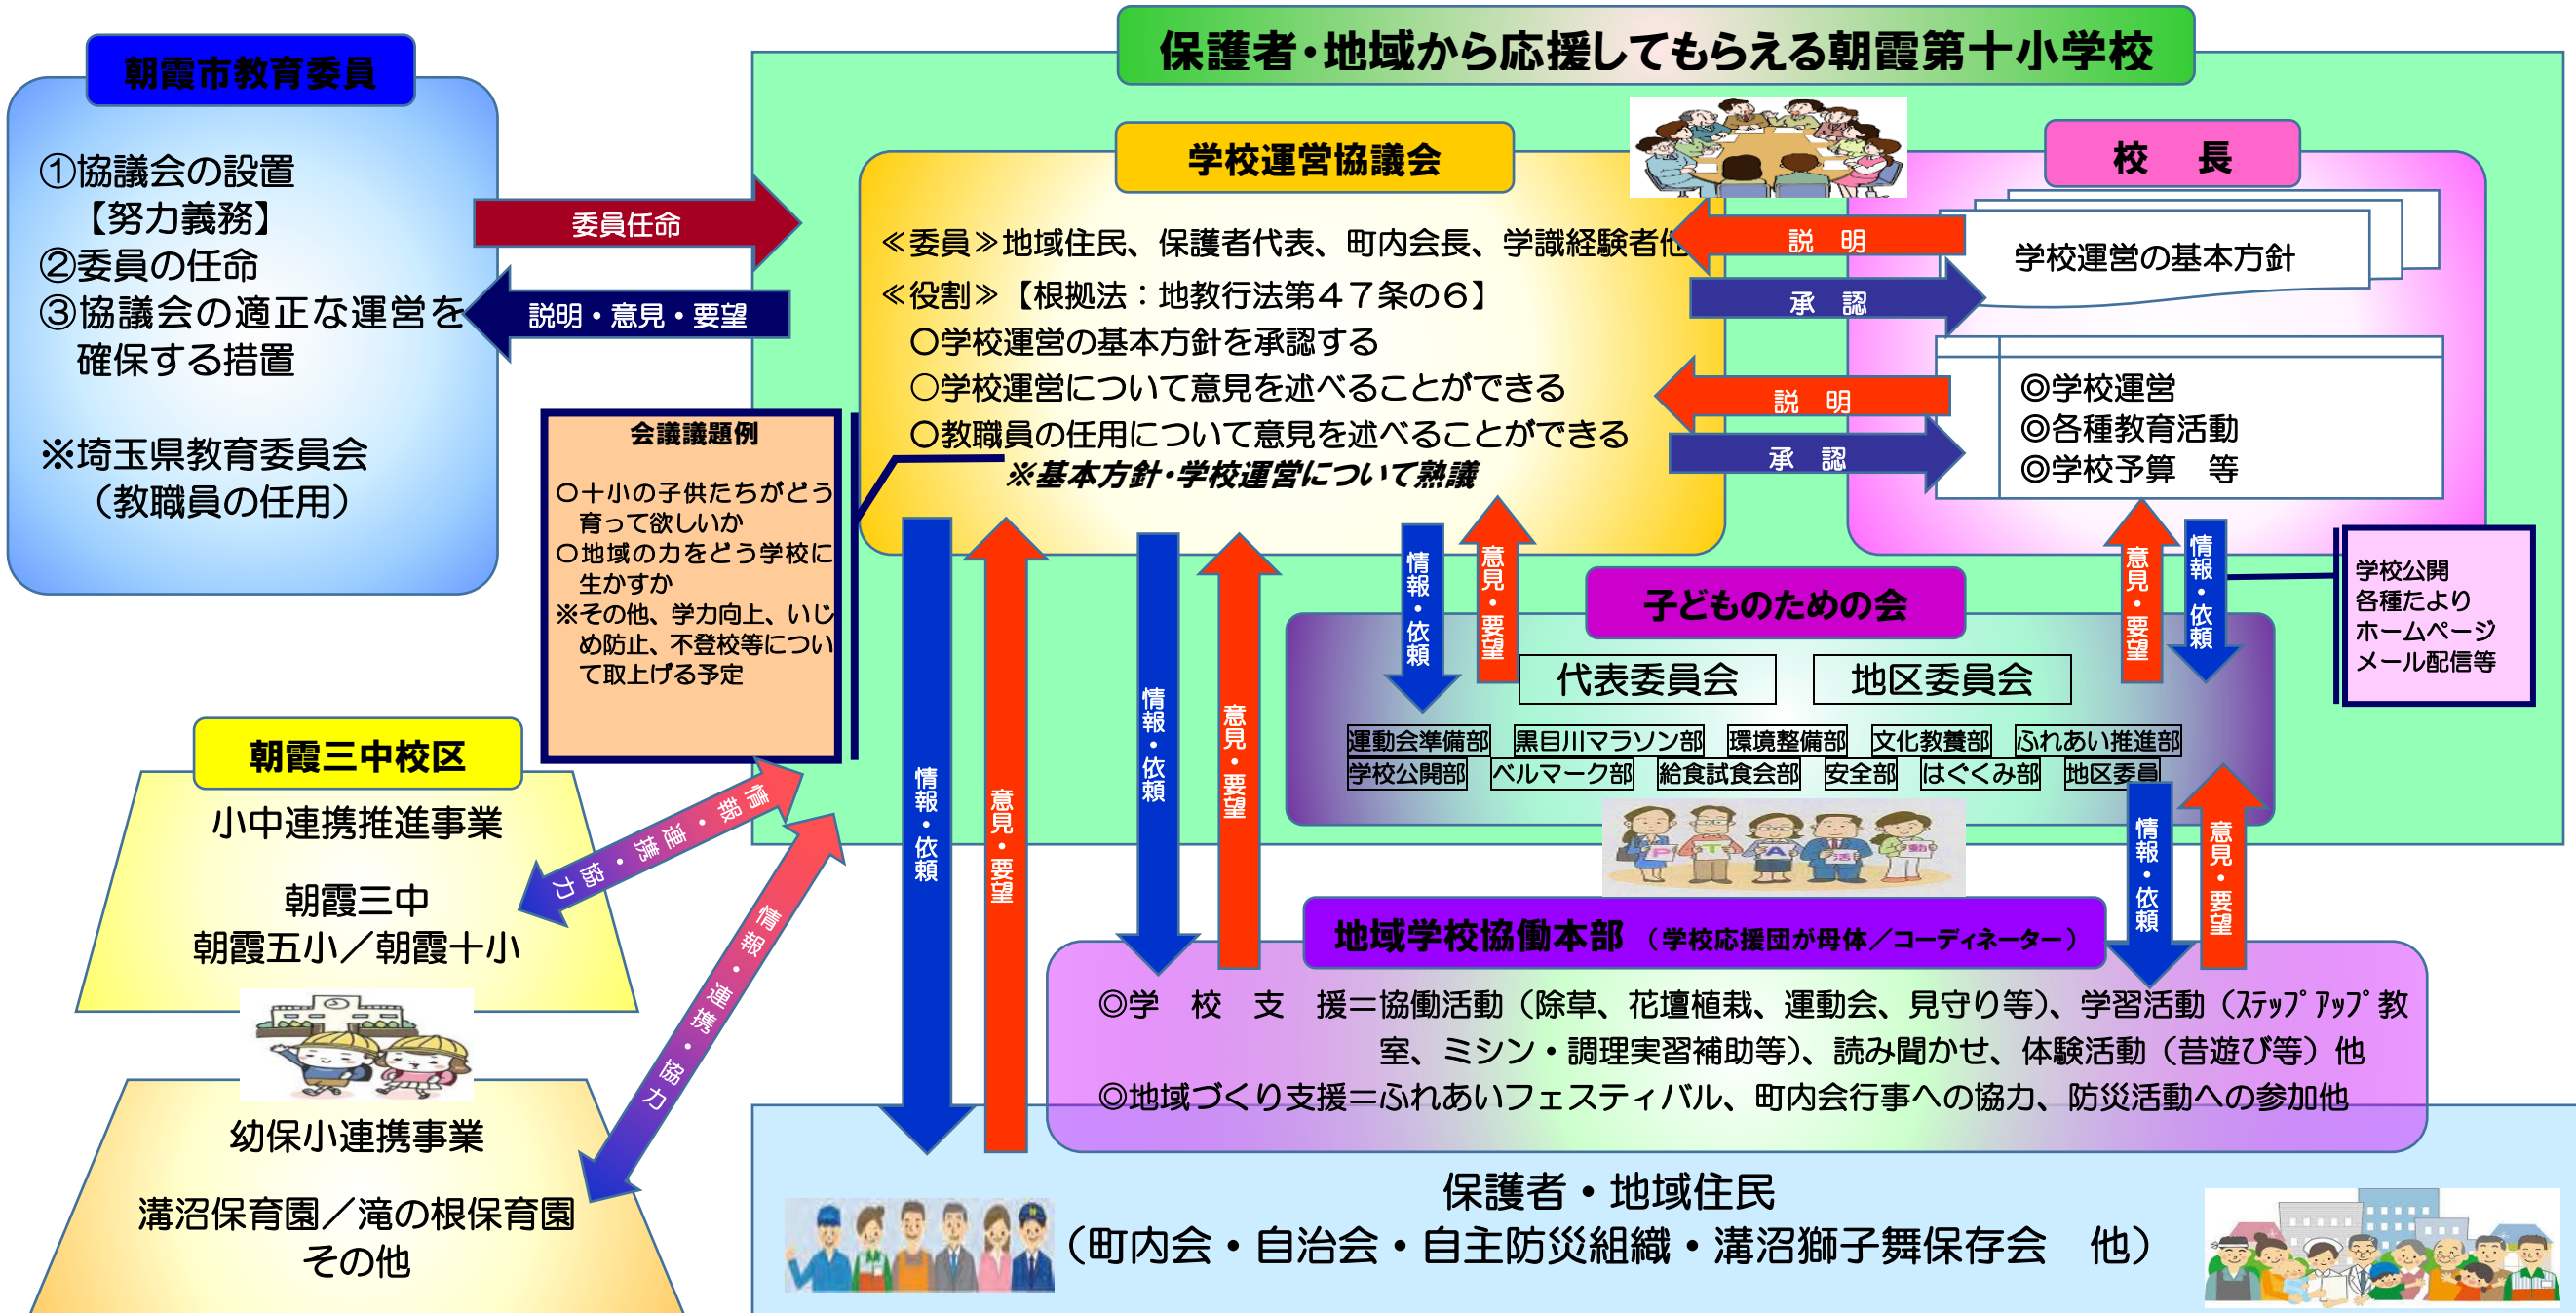 保護者・地域から応援してもらえる朝霞第十小学校
朝霞市教育委員
①協議会の設置
【努力義務】
②委員の任命
③協議会の適正な運営を
確保する措置
※埼玉県教育委員会
（教職員の任用）
委員任命
説明・意見・要望
学校運営協議会
≪委員≫地域住民、保護者代表、町内会長、学識経験者他
≪役割≫【根拠法：地教行法第４７条の６】
〇学校運営の基本方針を承認する
○学校運営について意見を述べることができる
〇教職員の任用について意見を述べることができる
※基本方針・学校運営について熟議
説　明
承　認
説　明
承　認
校　長
学校運営の基本方針
◎学校運営
◎各種教育活動
◎学校予算　等
会議議題例
〇十小の子供たちがどう
育って欲しいか
〇地域の力をどう学校に
生かすか
※その他、学力向上、いじ
め防止、不登校等につい
て取上げる予定
情報・依頼
意見・要望
情報・依頼
意見・要望
情報・依頼
意見・要望
意見・要望
情報・依頼
学校公開
各種たより
ホームページ
メール配信等
子どものための会
代表委員会
地区委員会
運動会準備部　黒目川マラソン部　環境整備部　文化教養部　ふれあい推進部
学校公開部　ベルマーク部　給食試食会部　安全部　はぐくみ部　地区委員
PTA活動
情報・依頼
意見・要望
朝霞三中校区
小中連携推進事業
朝霞三中
朝霞五小／朝霞十小
情報・連携・協力
情報・連携・協力
幼保小連携事業
溝沼保育園／滝の根保育園
その他
地域学校協働本部（学校応援団が母体／コーディネーター）
◎学　校　支　援＝協働活動（除草、花壇植栽、運動会、見守り等）、学習活動（ｽﾃｯﾌﾟｱｯﾌﾟ教
室、ミシン・調理実習補助等）、読み聞かせ、体験活動（昔遊び等）他
◎地域づくり支援＝ふれあいフェスティバル、町内会行事への協力、防災活動への参加他
保護者・地域住民
（町内会・自治会・自主防災組織・溝沼獅子舞保存会　他）